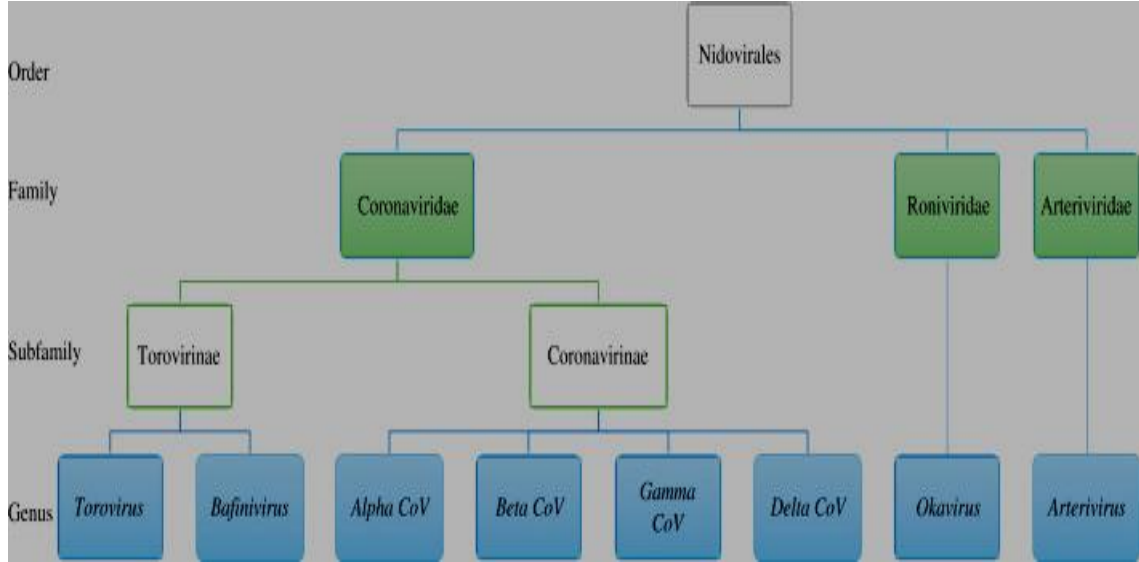 Order
Nidovirales
Family
Coronaviridae
Roniviridae
Arteriviridae
Subfamily
Torovirinae
Coronavirinae
Genus
Torovirus
Bafinivirus
Alpha CoV
Beta CoV
Gamma
CoV
Delta CoV
Okavirus
Arterivirus